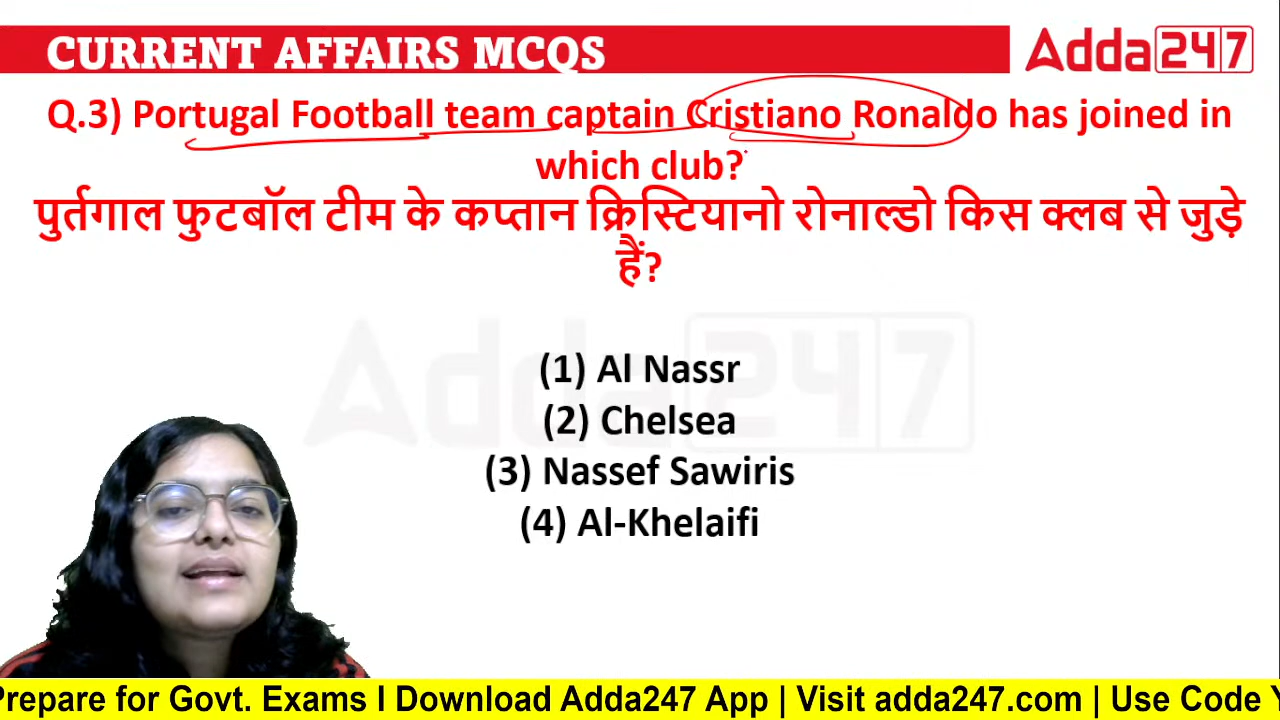 CURRENT AFFAIRS MCQS
Adda247
Q.3) Portugal Football team captain Cristiano Ronaldo has joined in
which club?
पुर्तगाल फुटबॉल टीम के कप्तान क्रिस्टियानो रोनाल्डो किस क्लब से जुड़े
हैं?
Adda247
(1) Al Nassr
(2) Chelsea
(3) Nassef Sawiris
(4) Al-Khelaifi
Prepare for Govt. Exams I Download Adda247 App | Visit adda247.com | Use Code